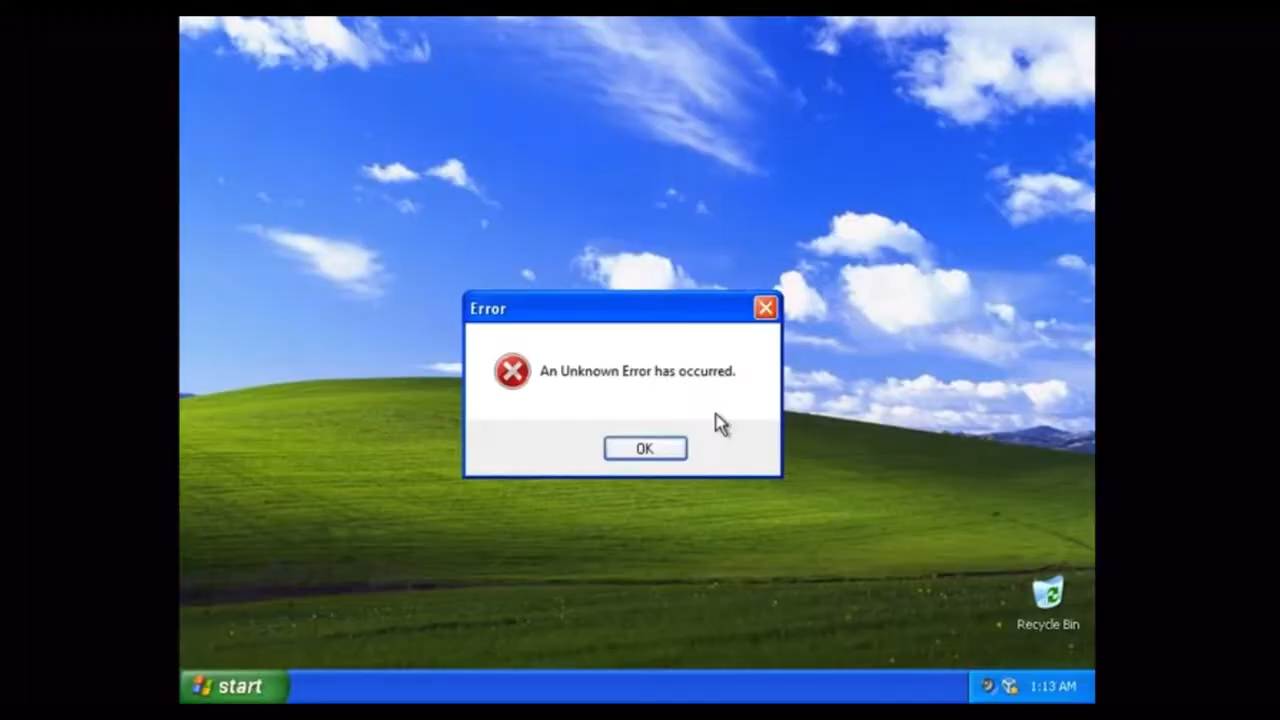 Error
An Unknown Error has occurred.
OK
Recycle Bin
start
1:13 AM